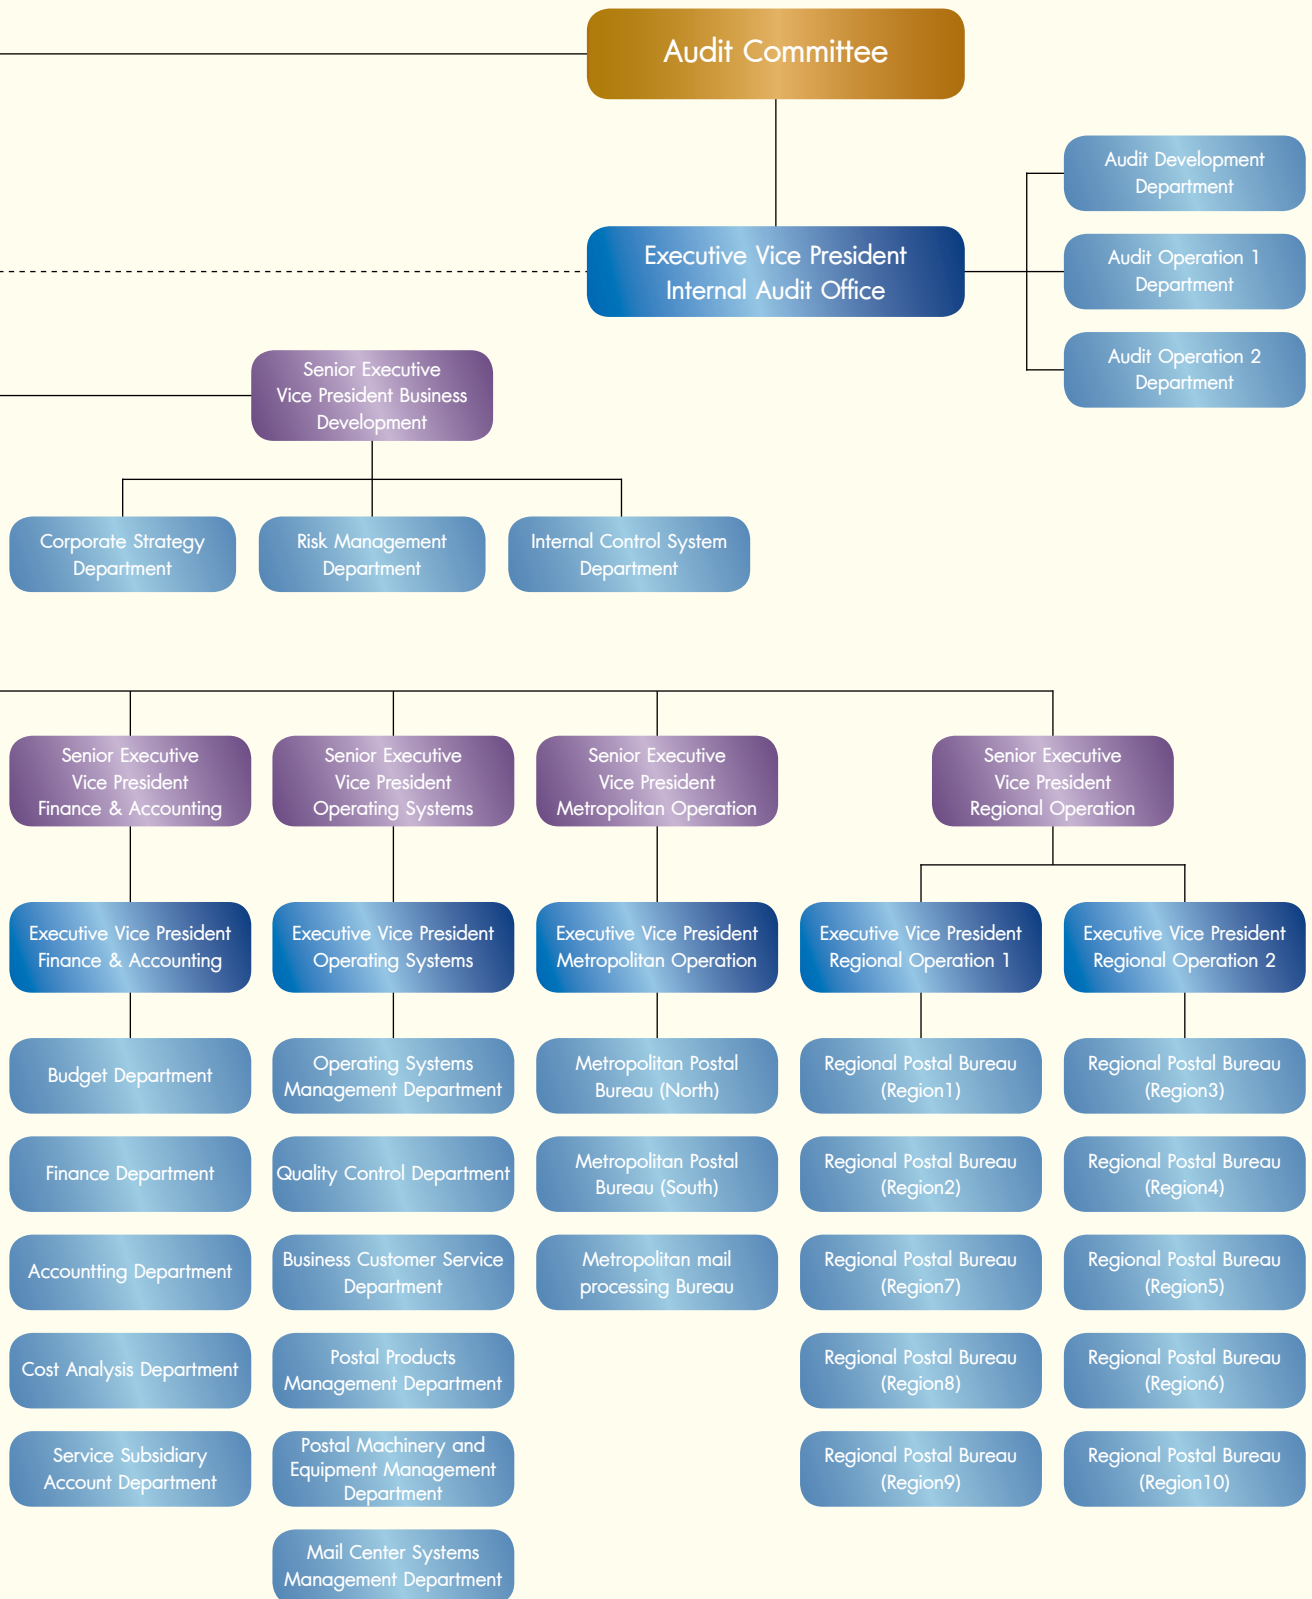 Audit Committee
Audit Development
Department
Executive Vice President
Internal Audit Office
Audit Operation 1
Department
Audit Operation 2
Department
Senior Executive
Vice President Business
Development
Corporate Strategy
Department
Risk Management
Department
Internal Control System
Department
Senior Executive
Vice President
Finance & Accounting
Senior Executive
Vice President
Operating Systems
Senior Executive
Vice President
Metropolitan Operation
Senior Executive
Vice President
Regional Operation
Executive Vice President
Finance & Accounting
Executive Vice President
Operating Systems
Executive Vice President
Metropolitan Operation
Executive Vice President
Regional Operation 1
Executive Vice President
Regional Operation 2
Budget Department
Operating Systems
Management Department
Metropolitan Postal
Bureau (North)
Regional Postal Bureau
(Region1)
Regional Postal Bureau
(Region3)
Finance Department
Quality Control Department
Metropolitan Postal
Bureau (South)
Regional Postal Bureau
(Region2)
Regional Postal Bureau
(Region4)
Accountting Department
Business Customer Service
Department
Metropolitan mail
processing Bureau
Regional Postal Bureau
(Region7)
Regional Postal Bureau
(Region5)
Cost Analysis Department
Postal Products
Management Department
Regional Postal Bureau
(Region8)
Regional Postal Bureau
(Region6)
Service Subsidiary
Account Department
Postal Machinery and
Equipment Management
Department
Regional Postal Bureau
(Region9)
Regional Postal Bureau
(Region10)
Mail Center Systems
Management Department